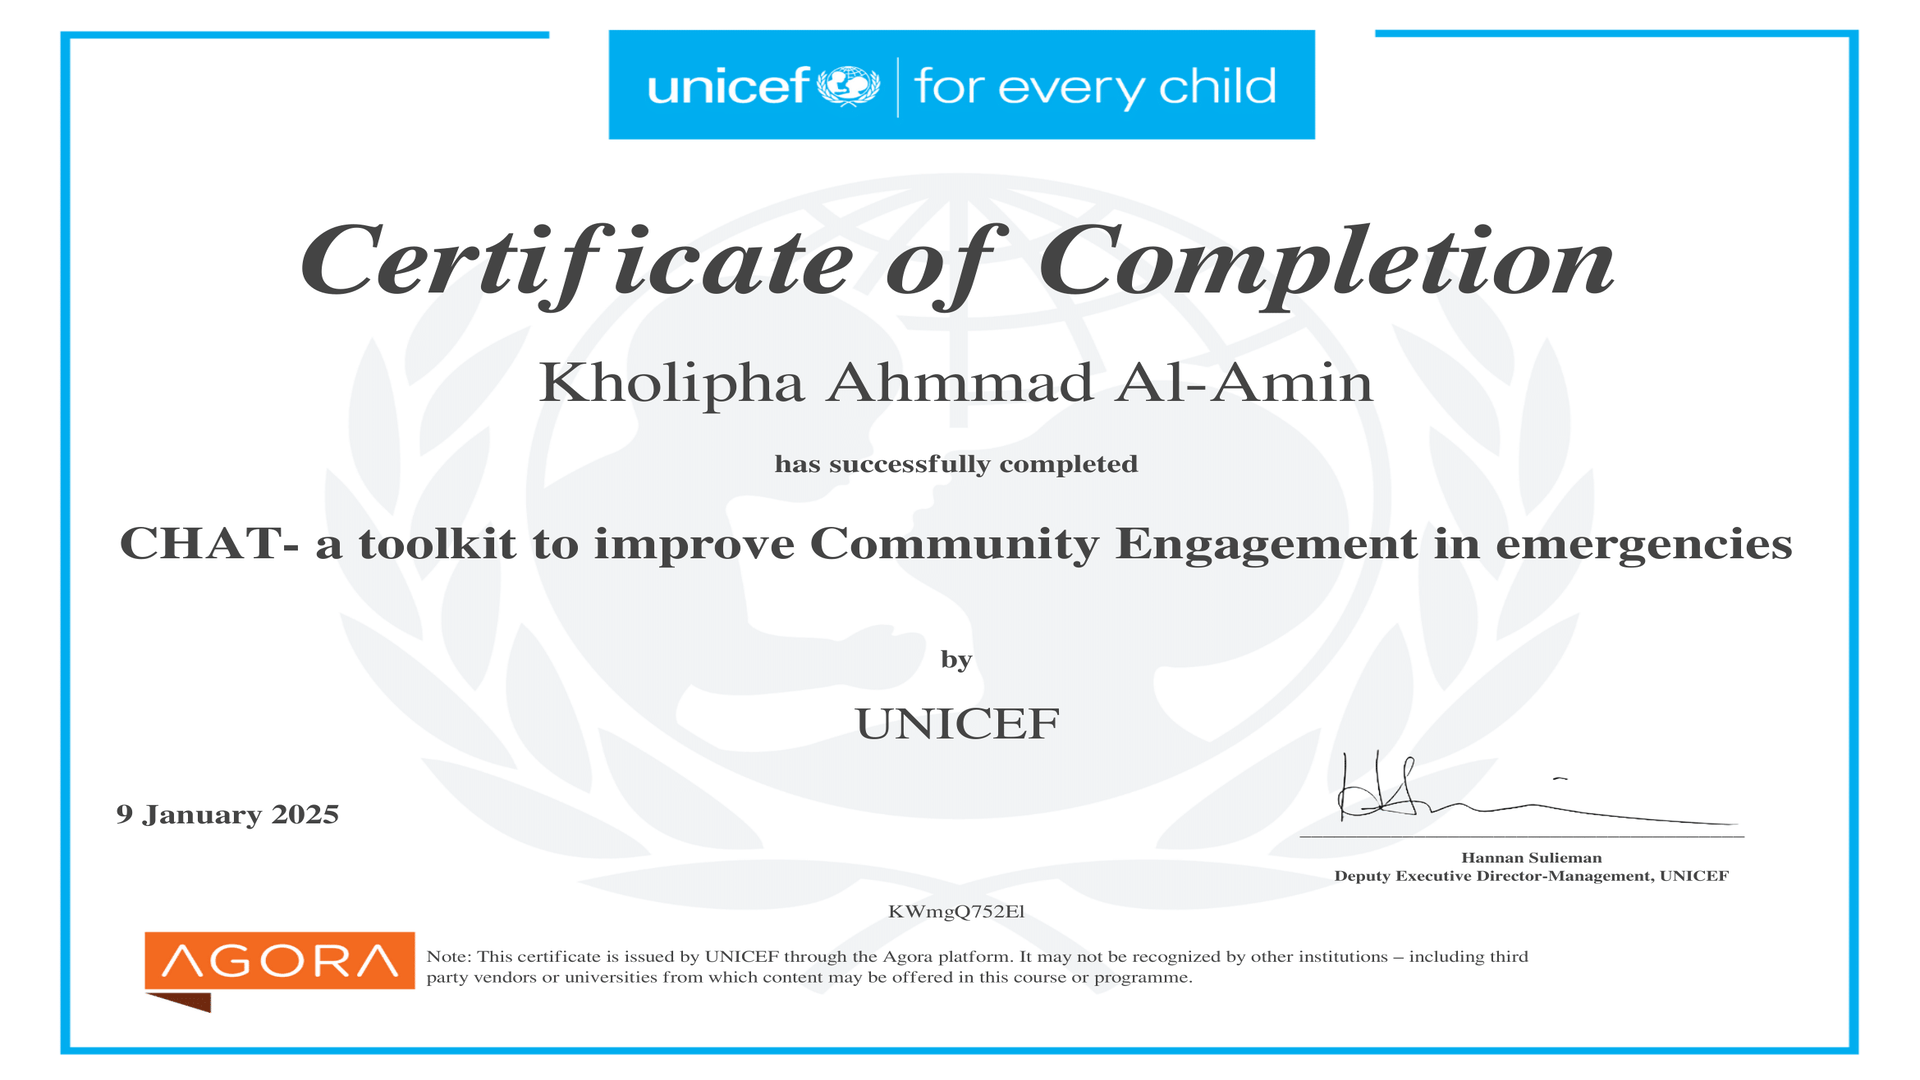 unicef | for every child
Certificate of Completion
Kholipha Ahmmad Al-Amin
has successfully completed
CHAT- a toolkit to improve Community Engagement in emergencies
by
UNICEF
9 January 2025
Hannan Sulieman
Deputy Executive Director-Management, UNICEF
KWmgQ752El
AGORA
Note: This certificate is issued by UNICEF through the Agora platform. It may not be recognized by other institutions – including third
party vendors or universities from which content may be offered in this course or programme.